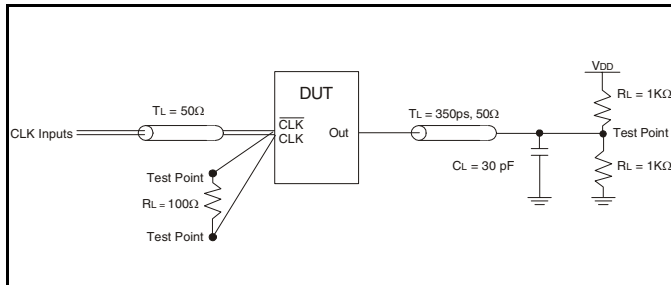 VDD
RL = 1KΩ
DUT
TL = 50Ω
TL = 350ps, 50Ω
CLK Inputs
CLK
CLK
Out
Test Point
CL = 30 pF
RL = 1KΩ
Test Point
RL = 100Ω
Test Point